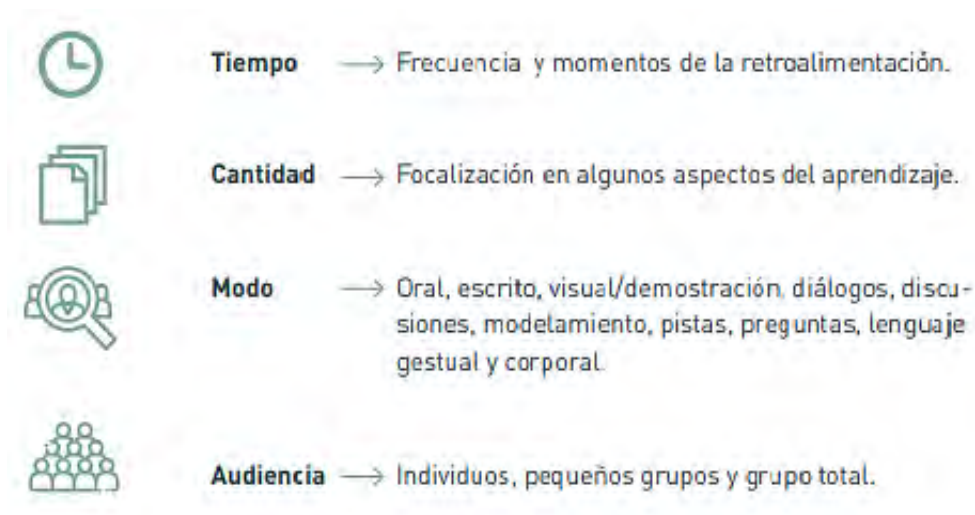 Tiempo → Frecuencia y momentos de la retroalimentación.
Cantidad → Focalización en algunos aspectos del aprendizaje.
Modo → Oral, escrito, visual/demostración, diálogos, discu-
siones, modelamiento, pistas, preguntas, lenguaje
gestual y corporal.
Audiencia → Individuos, pequeños grupos y grupo total.